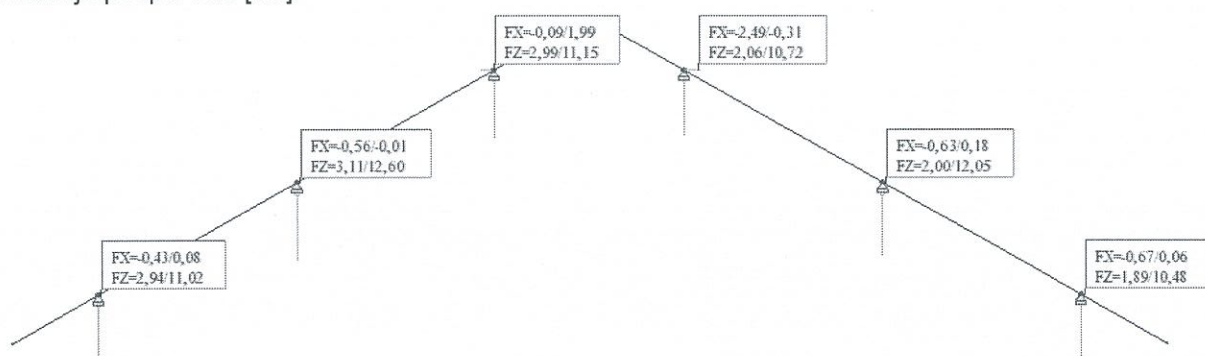 FX=-0,09/1,99
FZ=2,99/11,15
FX=-2,49/-0,31
FZ=2,06/10,72
FX=-0,56/-0,01
FZ=3,11/12,60
FX=-0,63/0,18
FZ=2,00/12,05
FX=-0,43/0,08
FZ=2,94/11,02
FX=-0,67/0,06
FZ=1,89/10,48